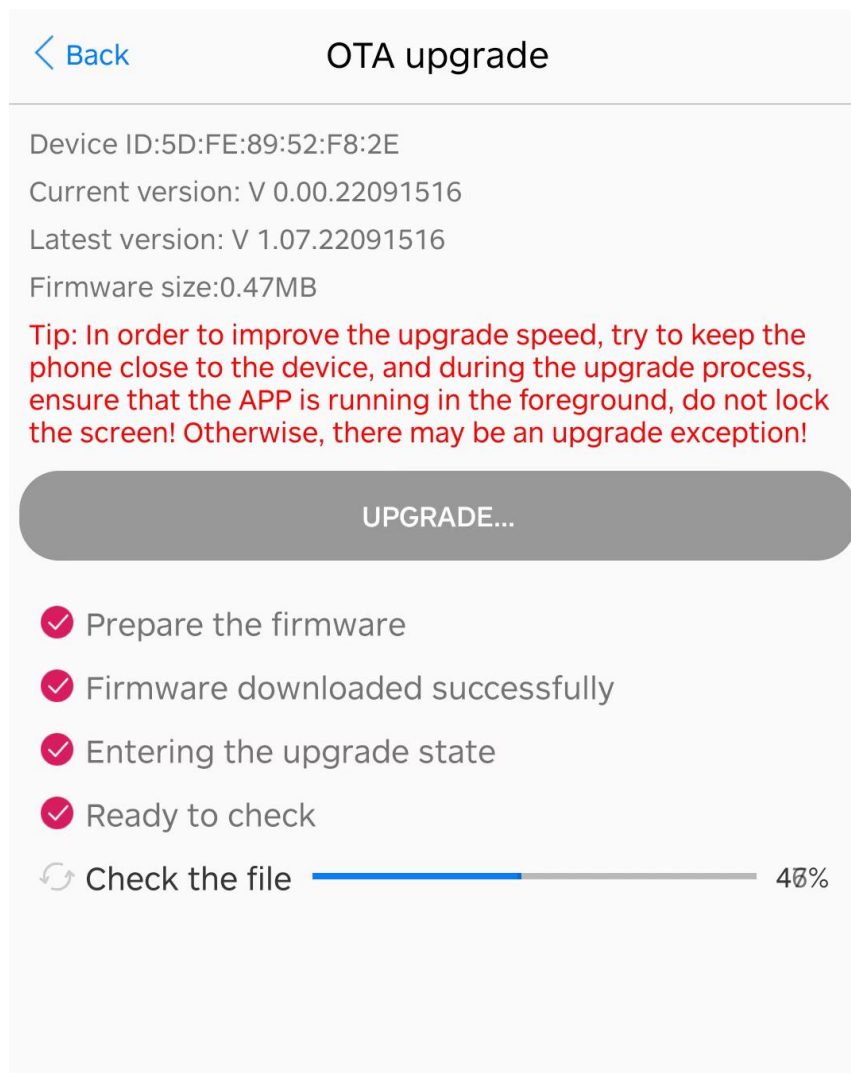 Back
OTA upgrade
Device ID:5D:FE:89:52:F8:2E
Current version: V 0.00.22091516
Latest version: V 1.07.22091516
Firmware size:0.47MB
Tip: In order to improve the upgrade speed, try to keep the
phone close to the device, and during the upgrade process,
ensure that the APP is running in the foreground, do not lock
the screen! Otherwise, there may be an upgrade exception!
UPGRADE...
Prepare the firmware
Firmware downloaded successfully
Entering the upgrade state
Ready to check
Check the file